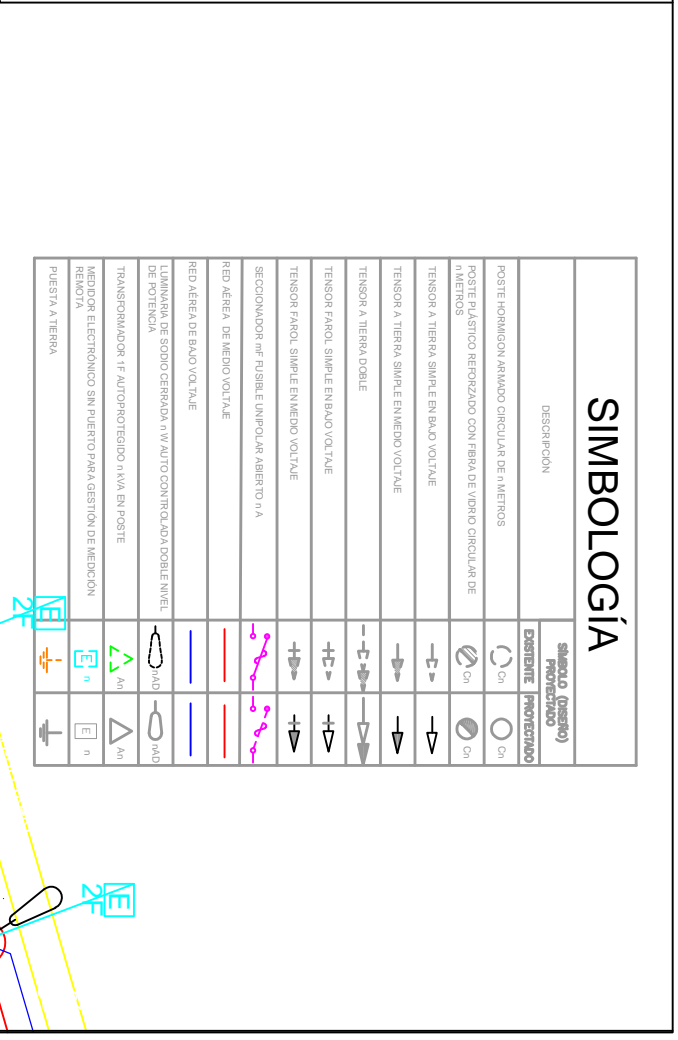 SIMBOLOGÍA
DESCRIPCIÓN
SÍMBOLO (DISEÑO)
PROYECTADO
EXISTENTE
PROYECTADO
POSTE HORMIGON ARMADO CIRCULAR DE n METROS
Cn
Cn
POSTE PLÁSTICO REFORZADO CON FIBRA DE VIDRIO CIRCULAR DE
n METROS
Cn
Cn
TENSOR A TIERRA SIMPLE EN BAJO VOLTAJE
TENSOR A TIERRA SIMPLE EN MEDIO VOLTAJE
TENSOR A TIERRA DOBLE
TENSOR FAROL SIMPLE EN BAJO VOLTAJE
TENSOR FAROL SIMPLE EN MEDIO VOLTAJE
SECCIONADOR mF FUSIBLE UNIPOLAR ABIERTO n A
RED AÉREA DE MEDIO VOLTAJE
RED AÉREA DE BAJO VOLTAJE
LUMINARIA DE SODIO CERRADA n W AUTO CONTROLADA DOBLE NIVEL
DE POTENCIA
nAD
nAD
TRANSFORMADOR 1F AUTOPROTEGIDO n kVA EN POSTE
An
An
MEDIDOR ELECTRÓNICO SIN PUERTO PARA GESTIÓN DE MEDICIÓN
REMOTA
E n
E n
PUESTA A TIERRA
E
2F
E
2F